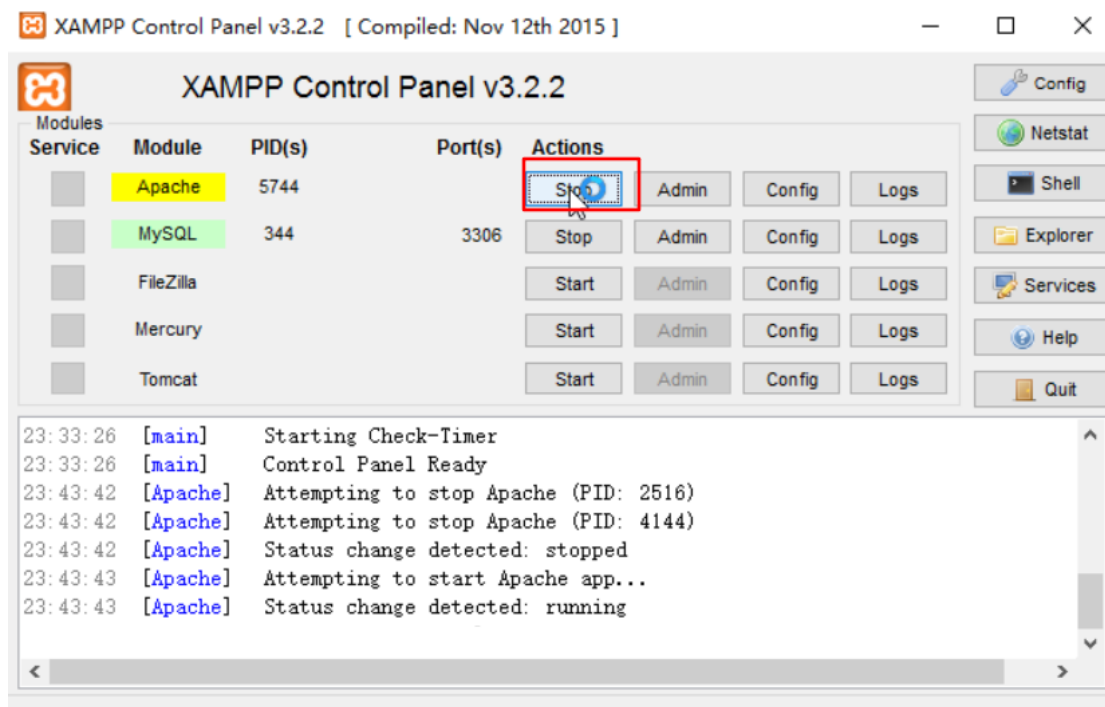 XAMPP Control Panel v3.2.2 [ Compiled: Nov 12th 2015 ]
XAMPP Control Panel v3.2.2
Config
Netstat
Shell
Explorer
Services
Help
Quit
Modules
Service Module PID(s) Port(s) Actions
Apache 5744 Stop Admin Config Logs
MySQL 344 3306 Stop Admin Config Logs
FileZilla Start Admin Config Logs
Mercury Start Admin Config Logs
Tomcat Start Admin Config Logs
23:33:26 [main] Starting Check-Timer
23:33:26 [main] Control Panel Ready
23:43:42 [Apache] Attempting to stop Apache (PID: 2516)
23:43:42 [Apache] Attempting to stop Apache (PID: 4144)
23:43:42 [Apache] Status change detected: stopped
23:43:43 [Apache] Attempting to start Apache app...
23:43:43 [Apache] Status change detected: running